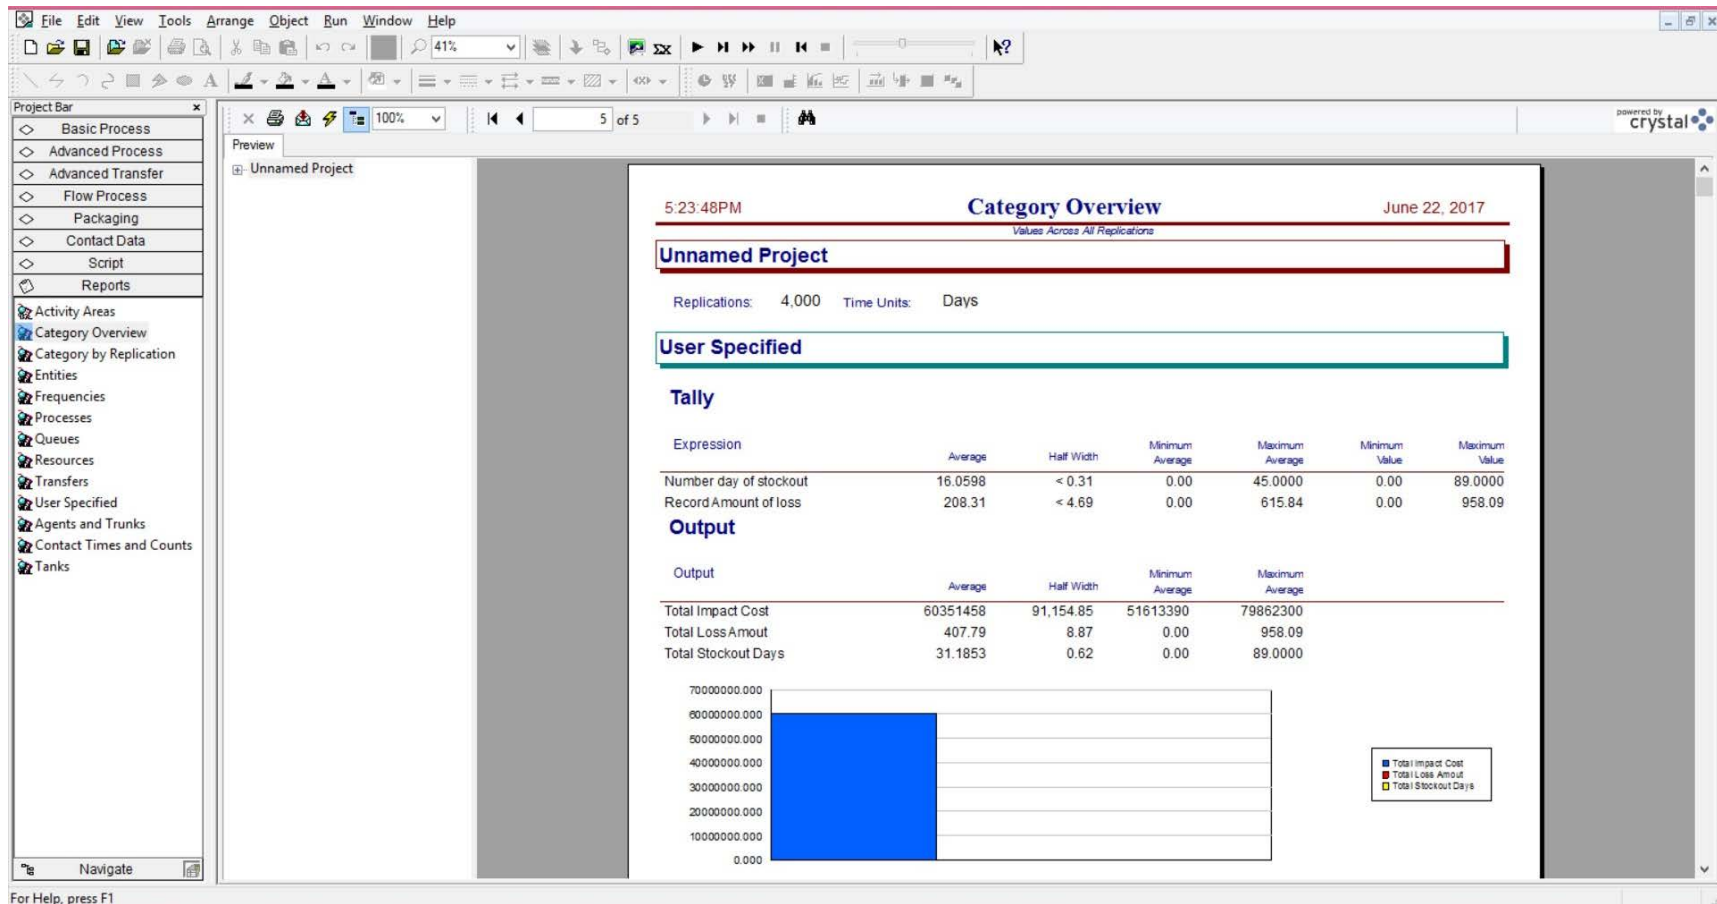 File Edit View Tools Arrange Object Run Window Help
41%
Project Bar
Basic Process
Advanced Process
Advanced Transfer
Flow Process
Packaging
Contact Data
Script
Reports
Activity Areas
Category Overview
Category by Replication
Entities
Frequencies
Processes
Queues
Resources
Transfers
User Specified
Agents and Trunks
Contact Times and Counts
Tanks
Navigate
100% 5 of 5
powered by
crystal
Preview
Unnamed Project
5:23:48PM Category Overview June 22, 2017
Values Across All Replications
Unnamed Project
Replications: 4,000 Time Units: Days
User Specified
Tally
Expression Average Half Width Minimum Average Maximum Average Minimum Value Maximum Value
Number day of stockout 16.0598 < 0.31 0.00 45.0000 0.00 89.0000
Record Amount of loss 208.31 < 4.69 0.00 615.84 0.00 958.09
Output
Output Average Half Width Minimum Average Maximum Average
Total Impact Cost 60351458 91,154.85 51613390 79862300
Total Loss Amout 407.79 8.87 0.00 958.09
Total Stockout Days 31.1853 0.62 0.00 89.0000
70000000.000
60000000.000
50000000.000
40000000.000
30000000.000
20000000.000
10000000.000
0.000
Total Impact Cost
Total Loss Amout
Total Stockout Days
For Help, press F1